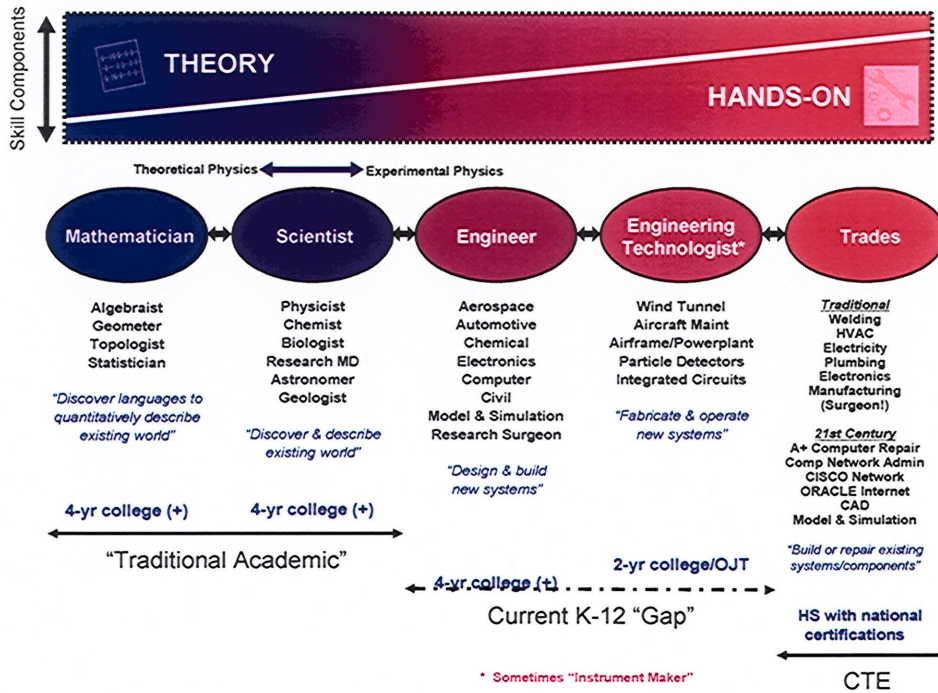 Skill Components
THEORY
HANDS-ON
Theoretical Physics
Experimental Physics
Mathematician
Scientist
Engineer
Engineering
Technologist*
Trades
Algebraist
Geometer
Topologist
Statistician
"Discover languages to
quantitatively describe
existing world"
Physicist
Chemist
Biologist
Research MD
Astronomer
Geologist
"Discover & describe
existing world"
Aerospace
Automotive
Chemical
Electronics
Computer
Civil
Model & Simulation
Research Surgeon
"Design & build
new systems"
Wind Tunnel
Aircraft Maint
Airframe/Powerplant
Particle Detectors
Integrated Circuits
"Fabricate & operate
new systems"
Traditional
Welding
HVAC
Electricity
Plumbing
Electronics
Manufacturing
(Surgeon!)
21st Century
A+ Computer Repair
Comp Network Admin
CISCO Network
ORACLE Internet
CAD
Model & Simulation
"Build or repair existing
systems/components"
4-yr college (+)
4-yr college (+)
"Traditional Academic"
4-yr college (+)
2-yr college/OJT
Current K-12 "Gap"
HS with national
certifications
CTE
* Sometimes "Instrument Maker"